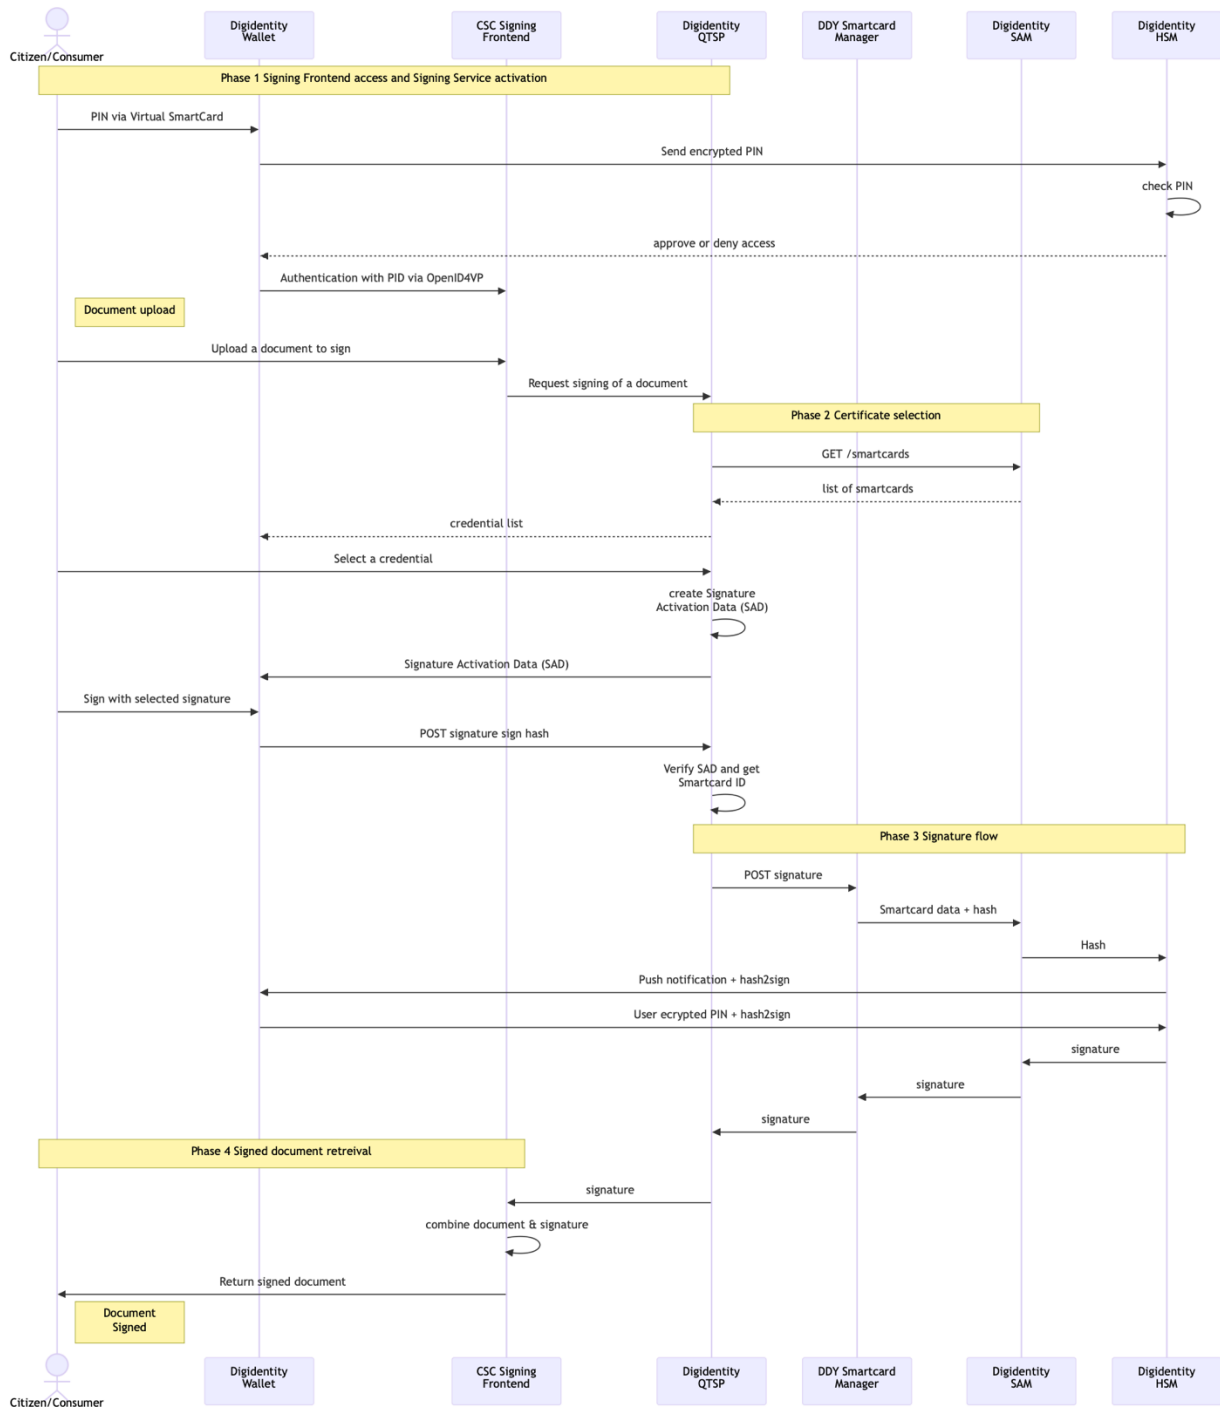 Citizen/Consumer
Digidentity
Wallet
CSC Signing
Frontend
Digidentity
QTSP
DDY Smartcard
Manager
Digidentity
SAM
Digidentity
HSM
Phase 1 Signing Frontend access and Signing Service activation
PIN via Virtual SmartCard
Send encrypted PIN
check PIN
approve or deny access
Authentication with PID via OpenID4VP
Document upload
Upload a document to sign
Request signing of a document
Phase 2 Certificate selection
GET /smartcards
list of smartcards
credential list
Select a credential
create Signature
Activation Data (SAD)
Signature Activation Data (SAD)
Sign with selected signature
POST signature sign hash
Verify SAD and get
Smartcard ID
Phase 3 Signature flow
POST signature
Smartcard data + hash
Hash
Push notification + hash2sign
User ecrypted PIN + hash2sign
signature
signature
signature
Phase 4 Signed document retreival
signature
combine document & signature
Return signed document
Document
Signed
Citizen/Consumer
Digidentity
Wallet
CSC Signing
Frontend
Digidentity
QTSP
DDY Smartcard
Manager
Digidentity
SAM
Digidentity
HSM